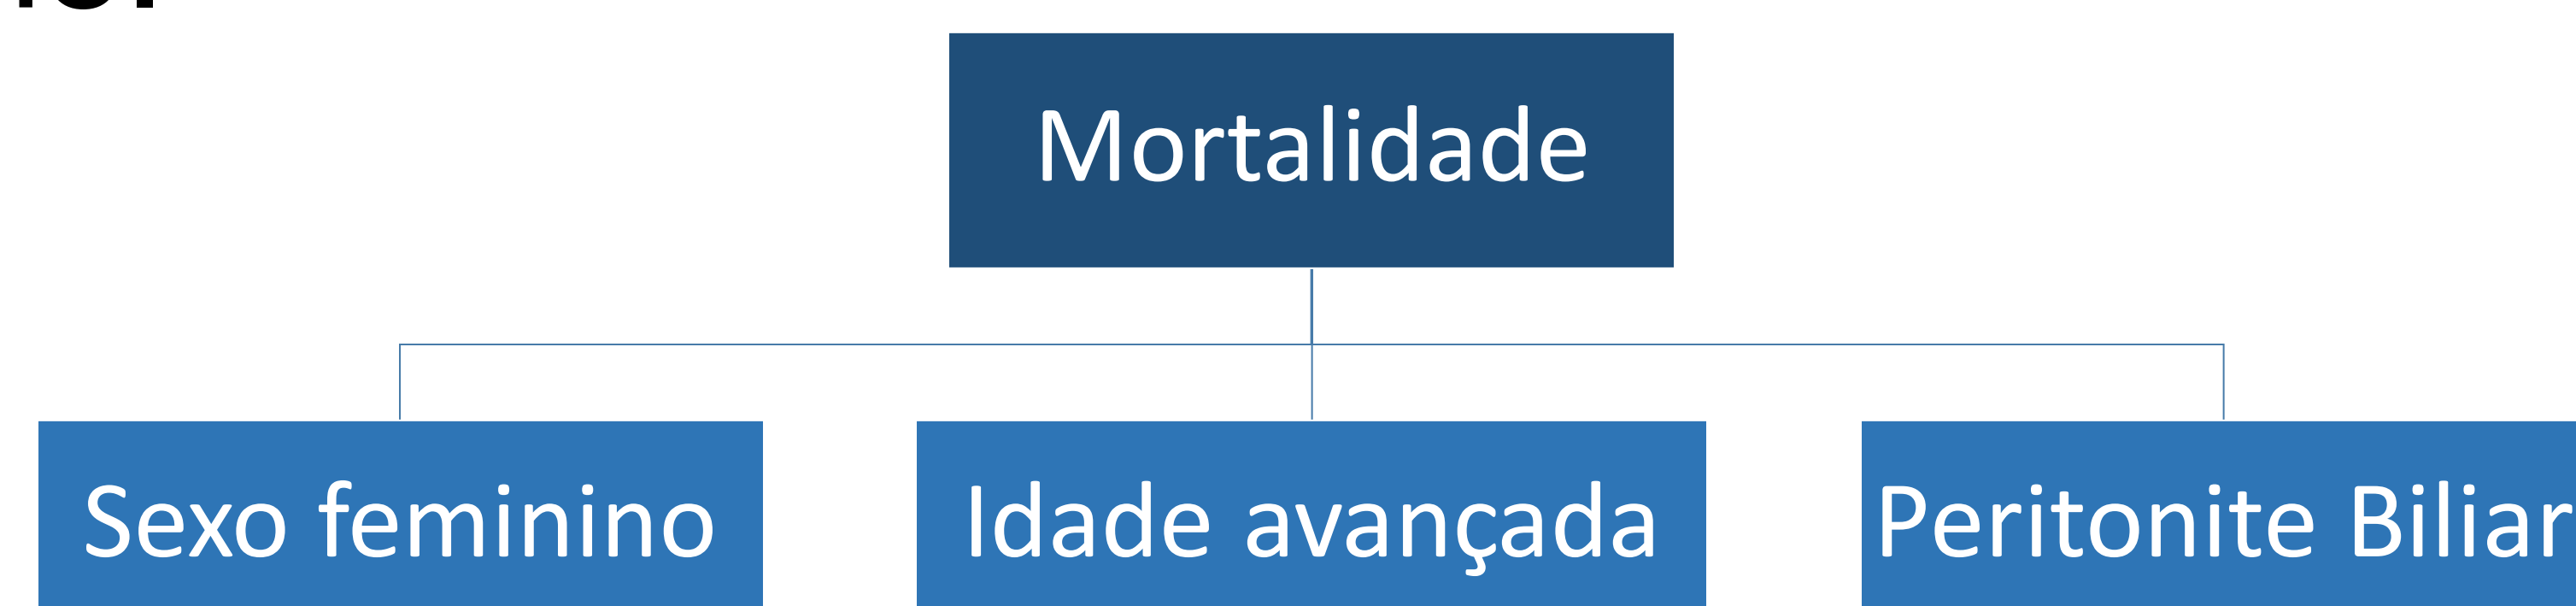 Mortalidade
Sexo feminino
Idade avançada
Peritonite Biliar